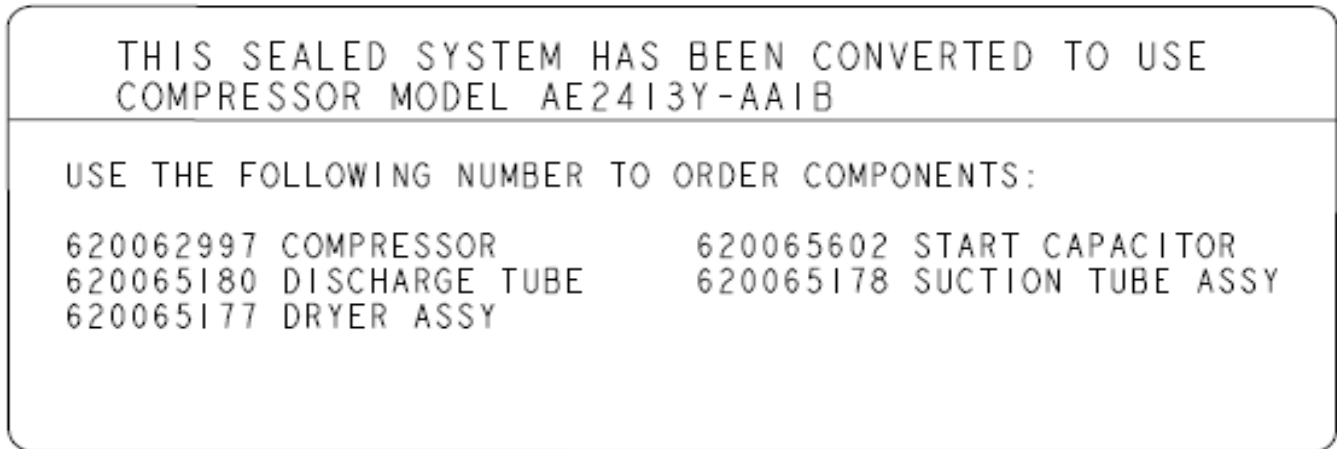 THIS SEALED SYSTEM HAS BEEN CONVERTED TO USE
COMPRESSOR MODEL AE2413Y-AA1B
USE THE FOLLOWING NUMBER TO ORDER COMPONENTS:
620062997 COMPRESSOR 620065602 START CAPACITOR
620065180 DISCHARGE TUBE 620065178 SUCTION TUBE ASSY
620065177 DRYER ASSY